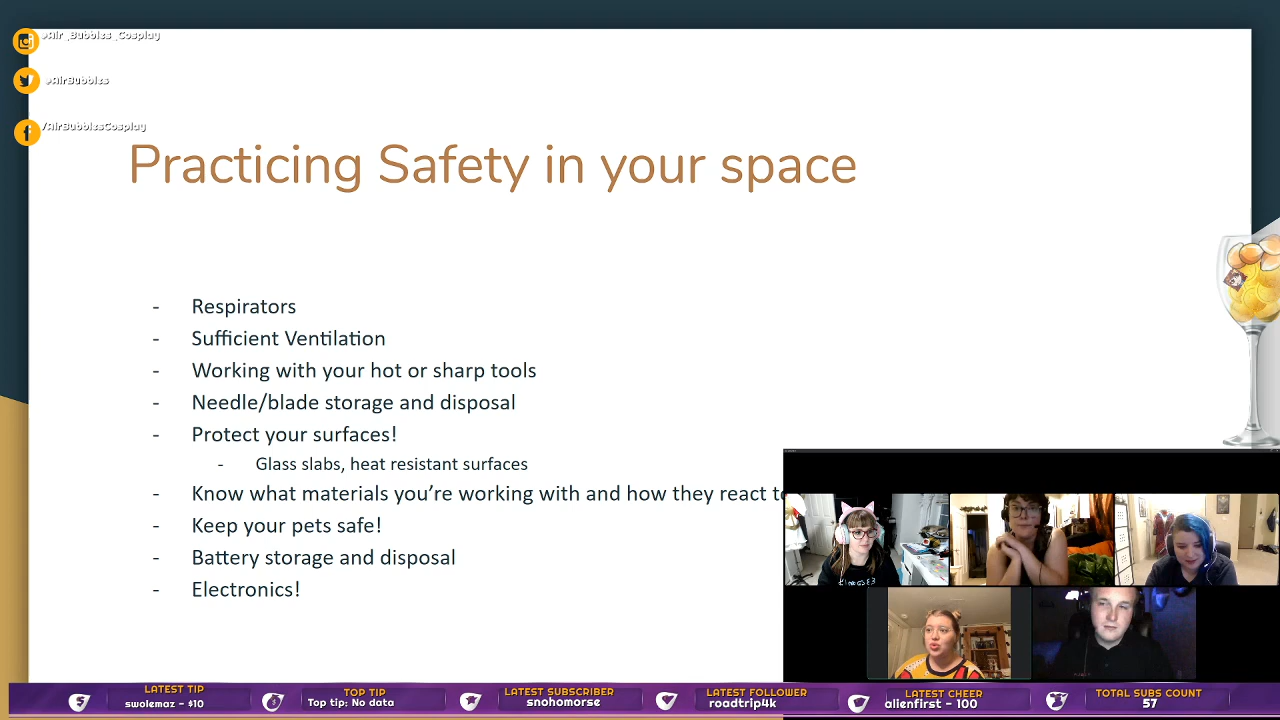 @Air_Bubbles_Cosplay
@AirBubbles
/AirBubblesCosplay
Practicing Safety in your space
- Respirators
- Sufficient Ventilation
- Working with your hot or sharp tools
- Needle/blade storage and disposal
- Protect your surfaces!
- Glass slabs, heat resistant surfaces
- Know what materials you're working with and how they react to
- Keep your pets safe!
- Battery storage and disposal
- Electronics!
LATEST TIP
swolemaz - $10
TOP TIP
Top tip: No data
LATEST SUBSCRIBER
snohomorse
LATEST FOLLOWER
roadtrip4k
LATEST CHEER
alienfirst - 100
TOTAL SUBS COUNT
57